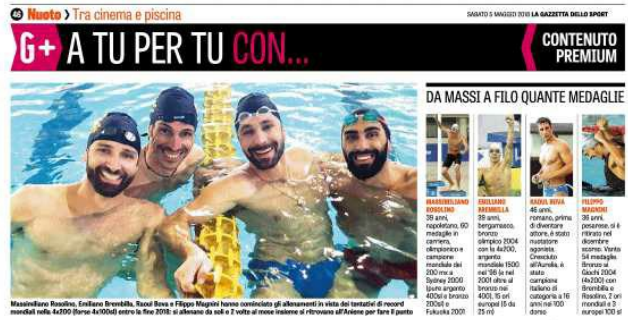 46 Nuoto > Tra cinema e piscina
SABATO 5 MAGGIO 2018 LA GAZZETTA DELLO SPORT
G+ A TU PER TU CON...
CONTENUTO
PREMIUM
DA MASSI A FILO QUANTE MEDAGLIE
MASSIMILIANO
ROSOLINO
39 anni,
napoletano, 60
medaglie in
carriera,
olimpionico e
campione
mondiale dei
200 mx a
Sydney 2000
(pure argento
400sl e bronzo
200sl) e
Fukuoka 2001
EMILIANO
BREMBILLA
39 anni,
bergamasco,
bronzo
olimpico 2004
con la 4x200,
argento
mondiale 1500
nel '98 (e nel
2001 oltre al
bronzo nei
400), 15 ori
europei (5 da
25 m)
RAOUL BOVA
46 anni,
romano, prima
di diventare
attore, è stato
nuotatore
agonista.
Cresciuto
all'Aurelia, è
stato
campione
italiano di
categoria a 16
anni nei 100
dorso
FILIPPO
MAGNINI
36 anni,
pesarese, si è
ritirato nel
dicembre
scorso. Vanta
54 medaglie.
Bronzo ai
Giochi 2004
(4x200) con
Brembilla e
Rosolino, 2 ori
mondiali e 3
europei 100 sl
Massimiliano Rosolino, Emiliano Brembilla, Raoul Bova e Filippo Magnini hanno cominciato gli allenamenti in vista dei tentativi di record
mondiali nella 4x200 (forse 4x100) entro la fine 2018: si allenano da soli e 2 volte al mese insieme si ritrovano all'Aniene per fare il punto